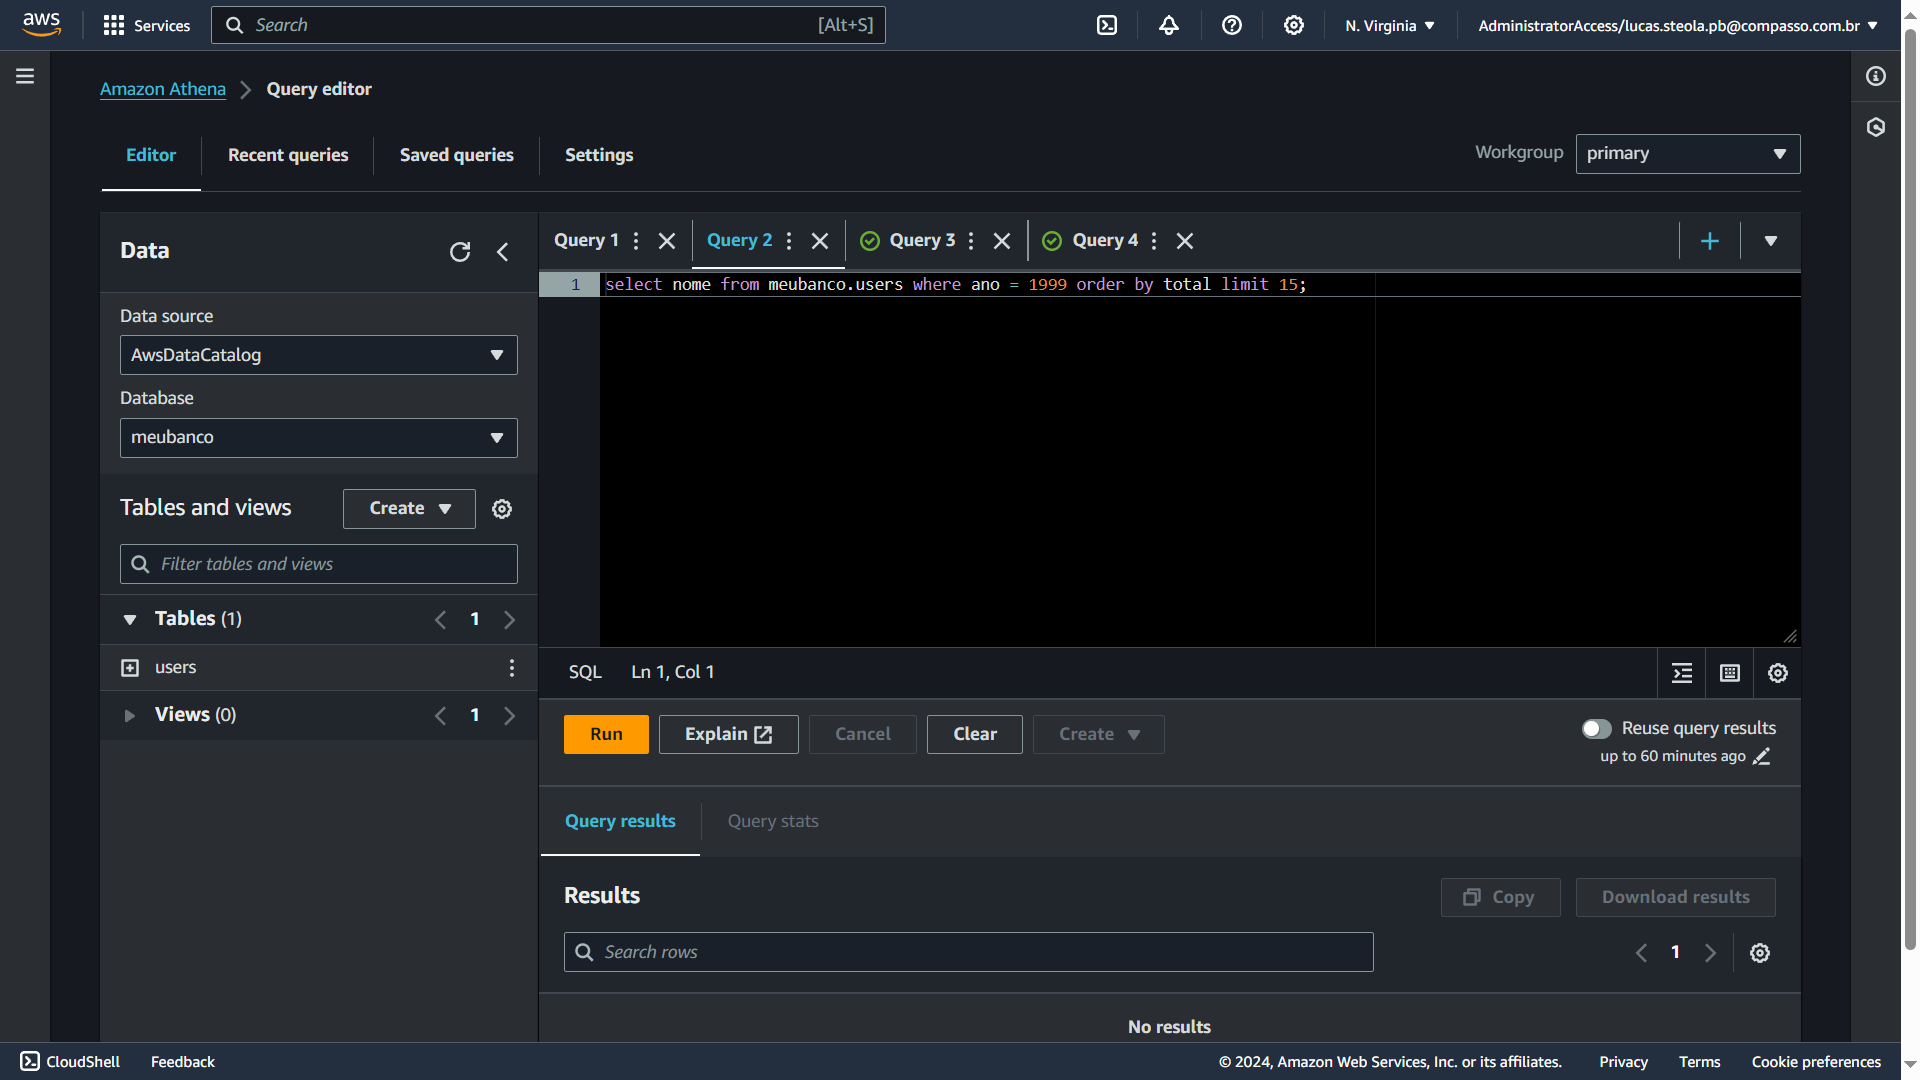 aws
Services
Search
[Alt+S]
N. Virginia
AdministratorAccess/lucas.steola.pb@compasso.com.br
Amazon Athena
Query editor
Editor
Recent queries
Saved queries
Settings
Workgroup
primary
Data
Data source
AwsDataCatalog
Database
meubanco
Tables and views
Create
Filter tables and views
Tables (1)
1
users
Views (0)
1
Query 1
Query 2
Query 3
Query 4
1
select nome from meubanco.users where ano = 1999 order by total limit 15;
SQL
Ln 1, Col 1
Run
Explain
Cancel
Clear
Create
Reuse query results
up to 60 minutes ago
Query results
Query stats
Results
Copy
Download results
Search rows
1
No results
CloudShell
Feedback
© 2024, Amazon Web Services, Inc. or its affiliates.
Privacy
Terms
Cookie preferences